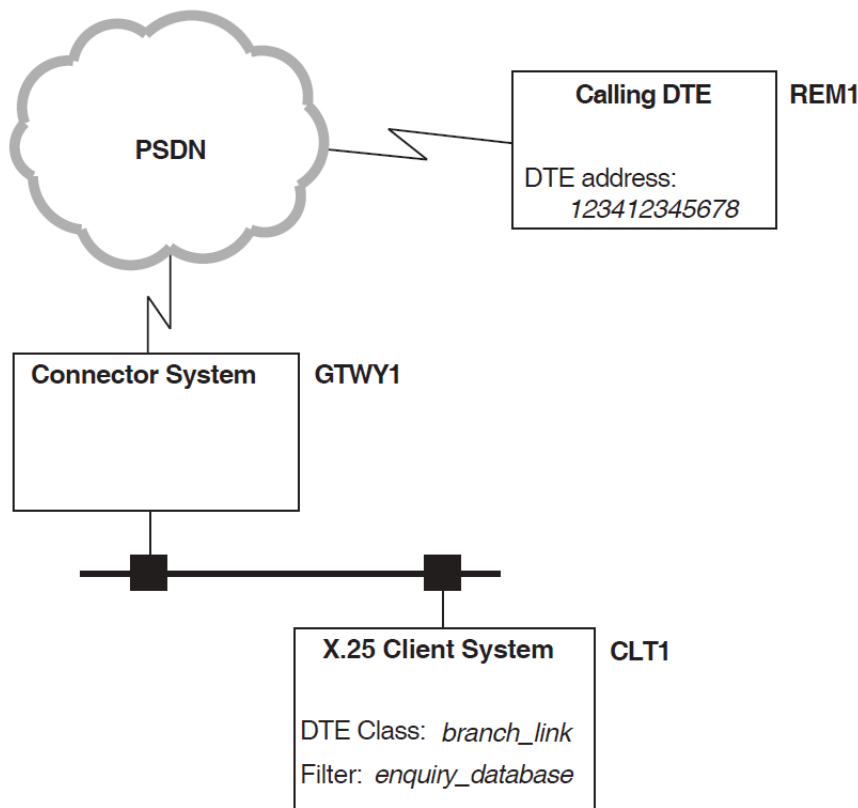 Calling DTE
REM1
PSDN
DTE address:
123412345678
Connector System
GTWY1
X.25 Client System
CLT1
DTE Class: branch_link
Filter: enquiry_database